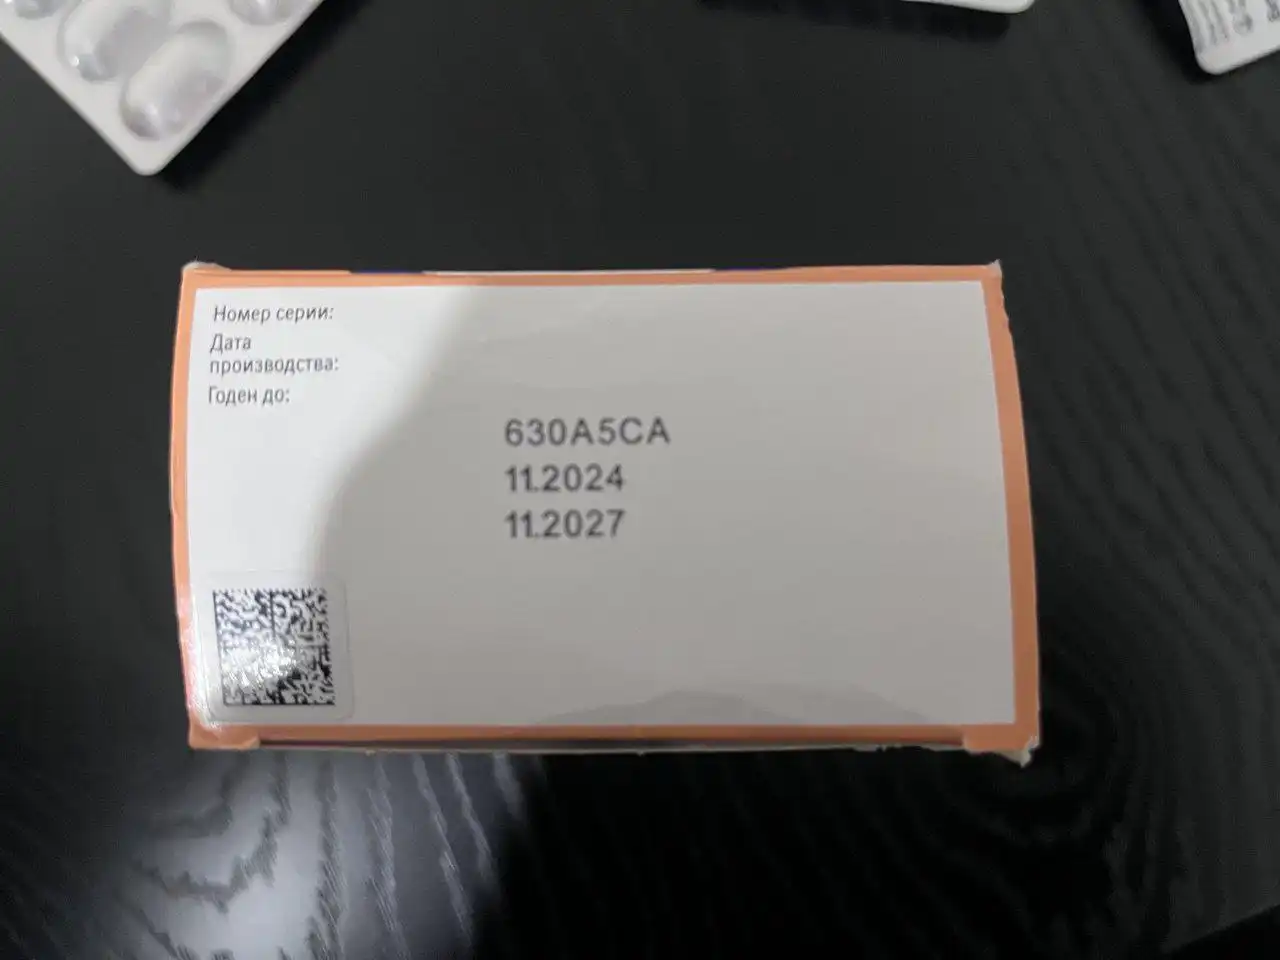 Номер серии:
Дата
производства:
Годен до:
630A5CA
11.2024
11.2027